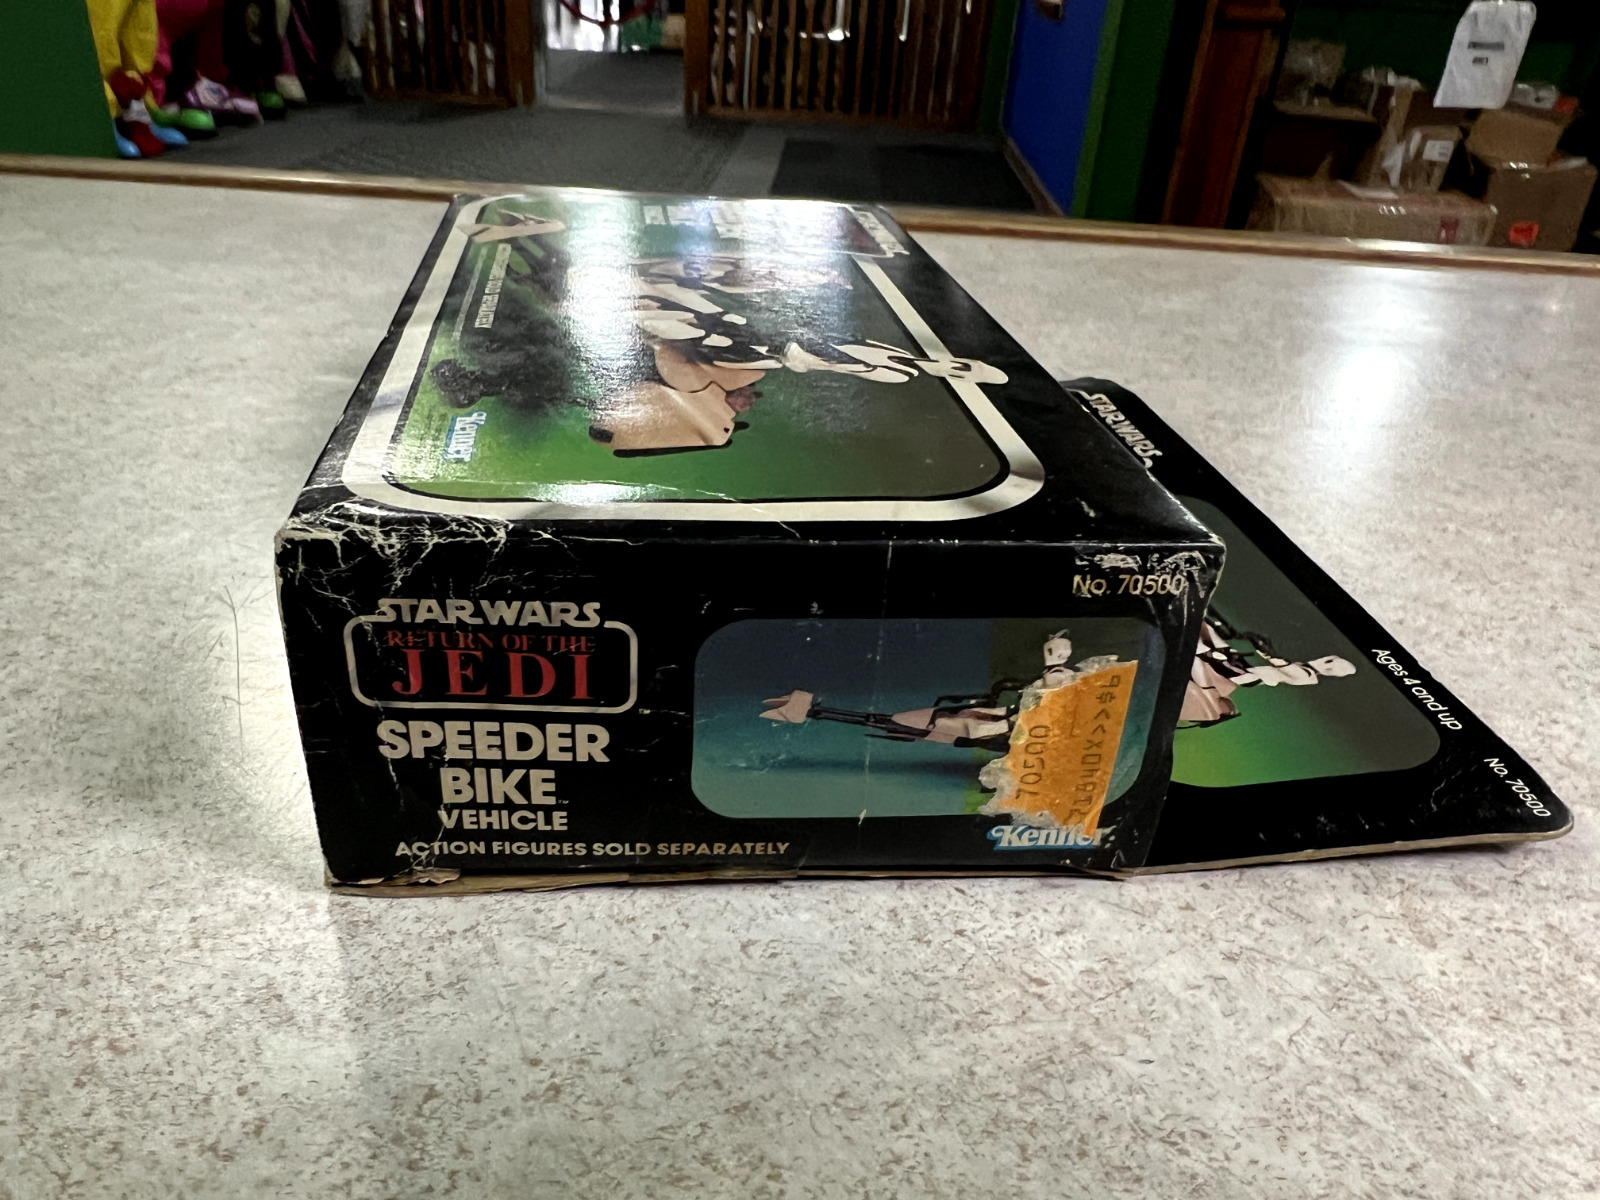 Kenner
STAR WARS
RETURN OF THE
JEDI
SPEEDER
BIKE™
VEHICLE
ACTION FIGURES SOLD SEPARATELY
No. 70500
70500
Kenner
STAR WARS
Ages 4 and up
No. 70500